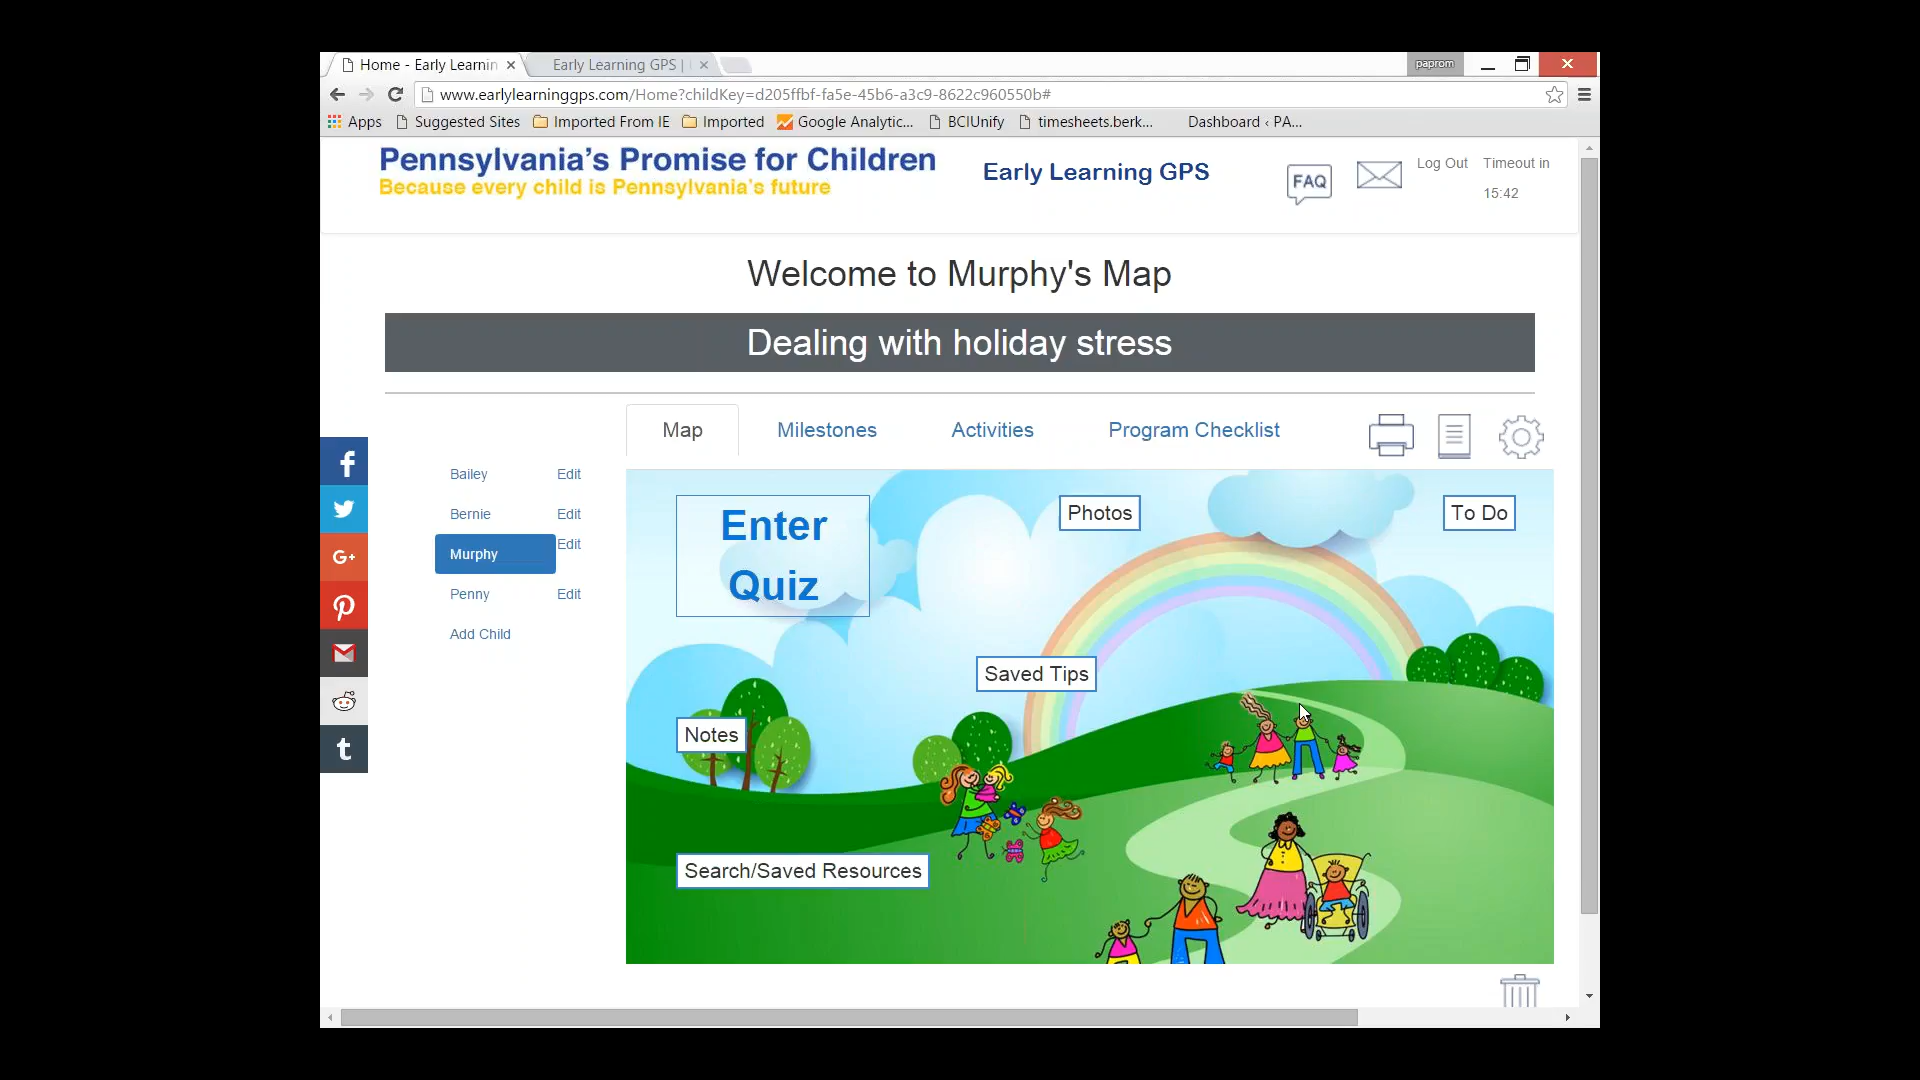 Home - Early Learnin
Early Learning GPS |
paprom
www.earlylearninggps.com/Home?childKey=d205ffbf-fa5e-45b6-a3c9-8622c960550b#
Apps Suggested Sites Imported From IE Imported Google Analytic... BCIUnify timesheets.berk... Dashboard ‹ PA...
Pennsylvania's Promise for Children
Because every child is Pennsylvania's future
Early Learning GPS
FAQ
Log Out
Timeout in
15:42
Welcome to Murphy's Map
Dealing with holiday stress
Map Milestones Activities Program Checklist
Bailey Edit
Bernie Edit
Murphy Edit
Penny Edit
Add Child
Enter
Quiz
Photos
To Do
Saved Tips
Notes
Search/Saved Resources
f
G+
t